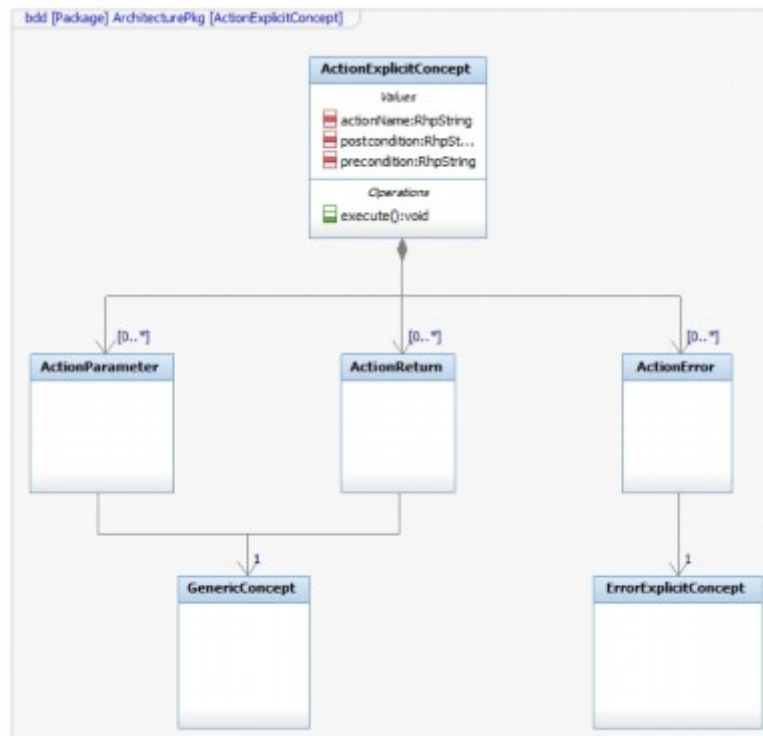 bdd [Package] ArchitecturePkg [ActionExplicitConcept]
ActionExplicitConcept
Values
actionName:RhpString
postcondition:RhpSt...
precondition:RhpString
Operations
execute():void
[0..*] [0..*] [0..*]
ActionParameter ActionReturn ActionError
1 1
GenericConcept ErrorExplicitConcept